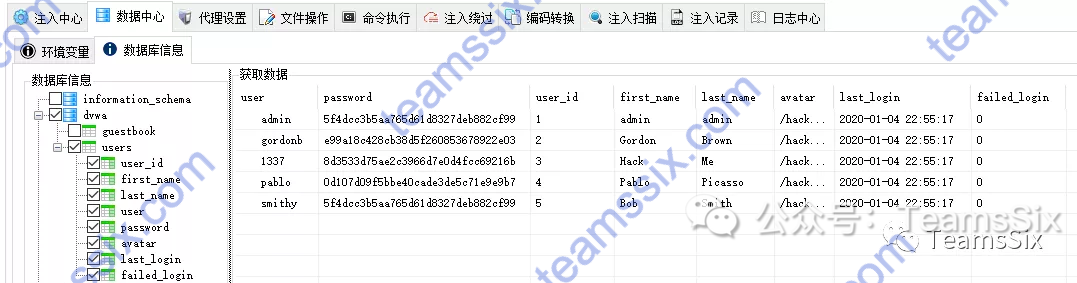 注入中心 数据中心 代理设置 文件操作 命令执行 注入绕过 编码转换 注入扫描 注入记录 日志中心
环境变量 数据库信息
数据库信息
information_schema
dvwa
guestbook
users
user_id
first_name
last_name
user
password
avatar
last_login
failed_login
获取数据
user password user_id first_name last_name avatar last_login failed_login
admin 5f4dcc3b5aa765d61d8327deb882cf99 1 admin admin /hack... 2020-01-04 22:55:17 0
gordonb e99a18c428cb38d5f260853678922e03 2 Gordon Brown /hack... 2020-01-04 22:55:17 0
1337 8d3533d75ae2c3966d7e0d4fcc69216b 3 Hack Me /hack... 2020-01-04 22:55:17 0
pablo 0d107d09f5bbe40cade3de5c71e9e9b7 4 Pablo Picasso /hack... 2020-01-04 22:55:17 0
smithy 5f4dcc3b5aa765d61d8327deb882cf99 5 Bob Smith /hack... 2020-01-04 22:55:17 0
公众号: TeamsSix
TeamsSix
teamssix.com
teamssix.com
teamssix.com